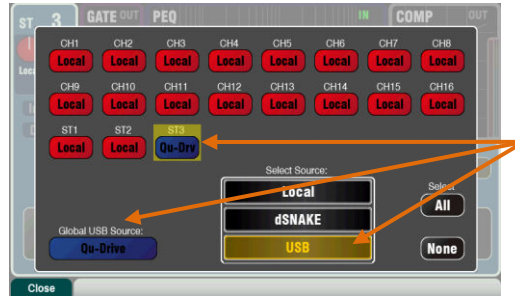 ST 3 GATE OUT PEQ IN COMP OUT
CH1 CH2 CH3 CH4 CH5 CH6 CH7 CH8
Local Local Local Local Local Local Local Local
CH9 CH10 CH11 CH12 CH13 CH14 CH15 CH16
Local Local Local Local Local Local Local Local
ST1 ST2 ST3
Local Local Qu-Drv
Select Source:
Local
dSNAKE
USB
Select
All
None
Global USB Source:
Qu-Drive
Close